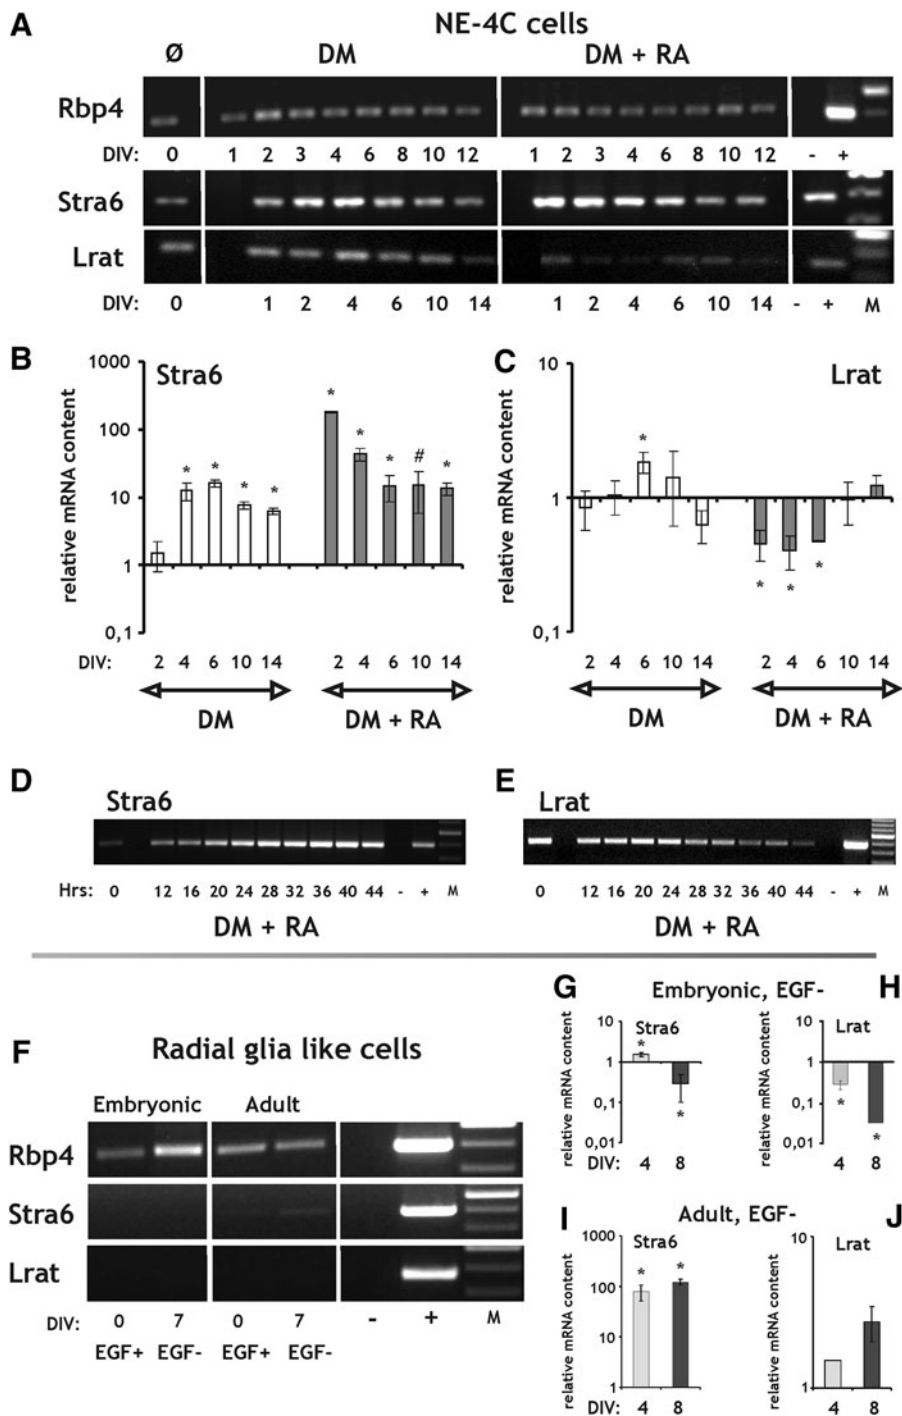 A
NE-4C cells
Ø DM DM + RA
Rbp4
DIV: 0 1 2 3 4 6 8 10 12 1 2 3 4 6 8 10 12 - +
Stra6
Lrat
DIV: 0 1 2 4 6 10 14 1 2 4 6 10 14 - + M
B
Stra6
relative mRNA content
1000
100
10
1
0,1
* * * * * * * * # *
DIV: 2 4 6 10 14 2 4 6 10 14
DM DM + RA
C
Lrat
relative mRNA content
10
1
0,1
* * * *
2 4 6 10 14 2 4 6 10 14
DM DM + RA
D
Stra6
Hrs: 0 12 16 20 24 28 32 36 40 44 - + M
DM + RA
E
Lrat
0 12 16 20 24 28 32 36 40 44 - + M
DM + RA
F
Radial glia like cells
Embryonic Adult
Rbp4
Stra6
Lrat
DIV: 0 7 0 7 - + M
EGF+ EGF- EGF+ EGF-
G Embryonic, EGF- H
Stra6
relative mRNA content
10
1
0,1
0,01
* *
DIV: 4 8
Lrat
relative mRNA content
10
1
0,1
0,01
* *
4 8
I Adult, EGF- J
Stra6
relative mRNA content
1000
100
10
1
* *
DIV: 4 8
Lrat
relative mRNA content
10
1
4 8